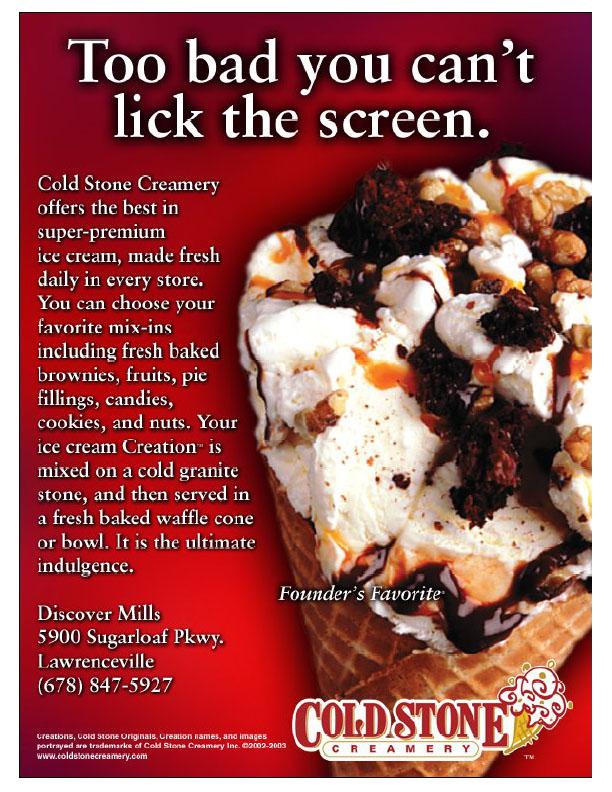 Too bad you can't
lick the screen.
Cold Stone Creamery
offers the best in
super-premium
ice cream, made fresh
daily in every store.
You can choose your
favorite mix-ins
including fresh baked
brownies, fruits, pie
fillings, candies,
cookies, and nuts. Your
ice cream Creation™ is
mixed on a cold granite
stone, and then served in
a fresh baked waffle cone
or bowl. It is the ultimate
indulgence.
Founder's Favorite
Discover Mills
5900 Sugarloaf Pkwy.
Lawrenceville
(678) 847-5927
COLD STONE
CREAMERY
™
Creations, Cold Stone Originals, Creation names, and images
portrayed are trademarks of Cold Stone Creamery Inc. ©2002-2003
www.coldstonecreamery.com